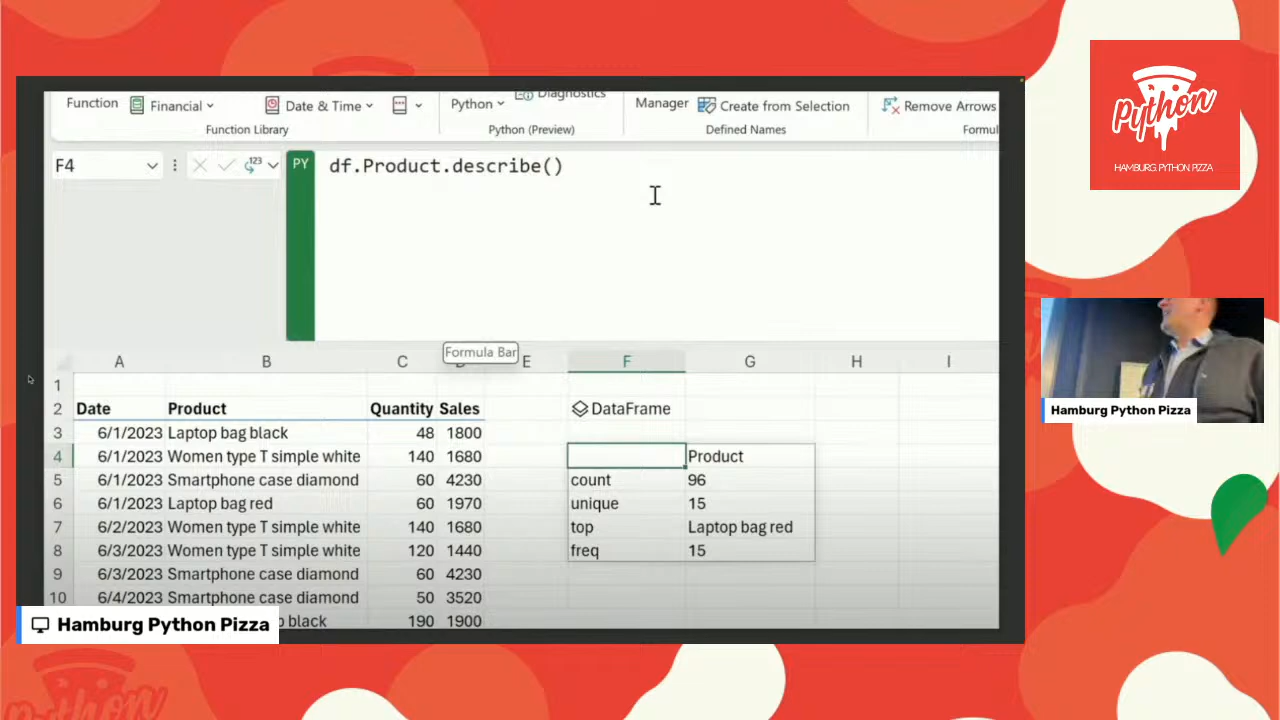 Function
Financial
Date & Time
Python
Diagnostics
Manager
Create from Selection
Remove Arrows
Function Library
Python (Preview)
Defined Names
Formul
F4
123
PY
df.Product.describe()
Formula Bar
A B C D E F G H I
1
2 Date Product Quantity Sales DataFrame
3 6/1/2023 Laptop bag black 48 1800
4 6/1/2023 Women type T simple white 140 1680 Product
5 6/1/2023 Smartphone case diamond 60 4230 count 96
6 6/1/2023 Laptop bag red 60 1970 unique 15
7 6/2/2023 Women type T simple white 140 1680 top Laptop bag red
8 6/3/2023 Women type T simple white 120 1440 freq 15
9 6/3/2023 Smartphone case diamond 60 4230
10 6/4/2023 Smartphone case diamond 50 3520
black 190 1900
Hamburg Python Pizza
Python
HAMBURG.PYTHON.PIZZA
Hamburg Python Pizza